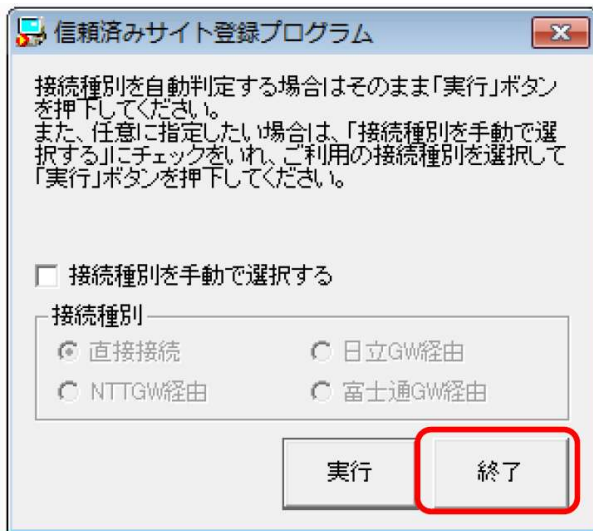 信頼済みサイト登録プログラム
接続種別を自動判定する場合はそのまま「実行」ボタン
を押下してください。
また、任意に指定したい場合は、「接続種別を手動で選
択する」にチェックをいれ、ご利用の接続種別を選択して
「実行」ボタンを押下してください。
接続種別を手動で選択する
接続種別
直接接続 日立GW経由
NTTGW経由 富士通GW経由
実行 終了